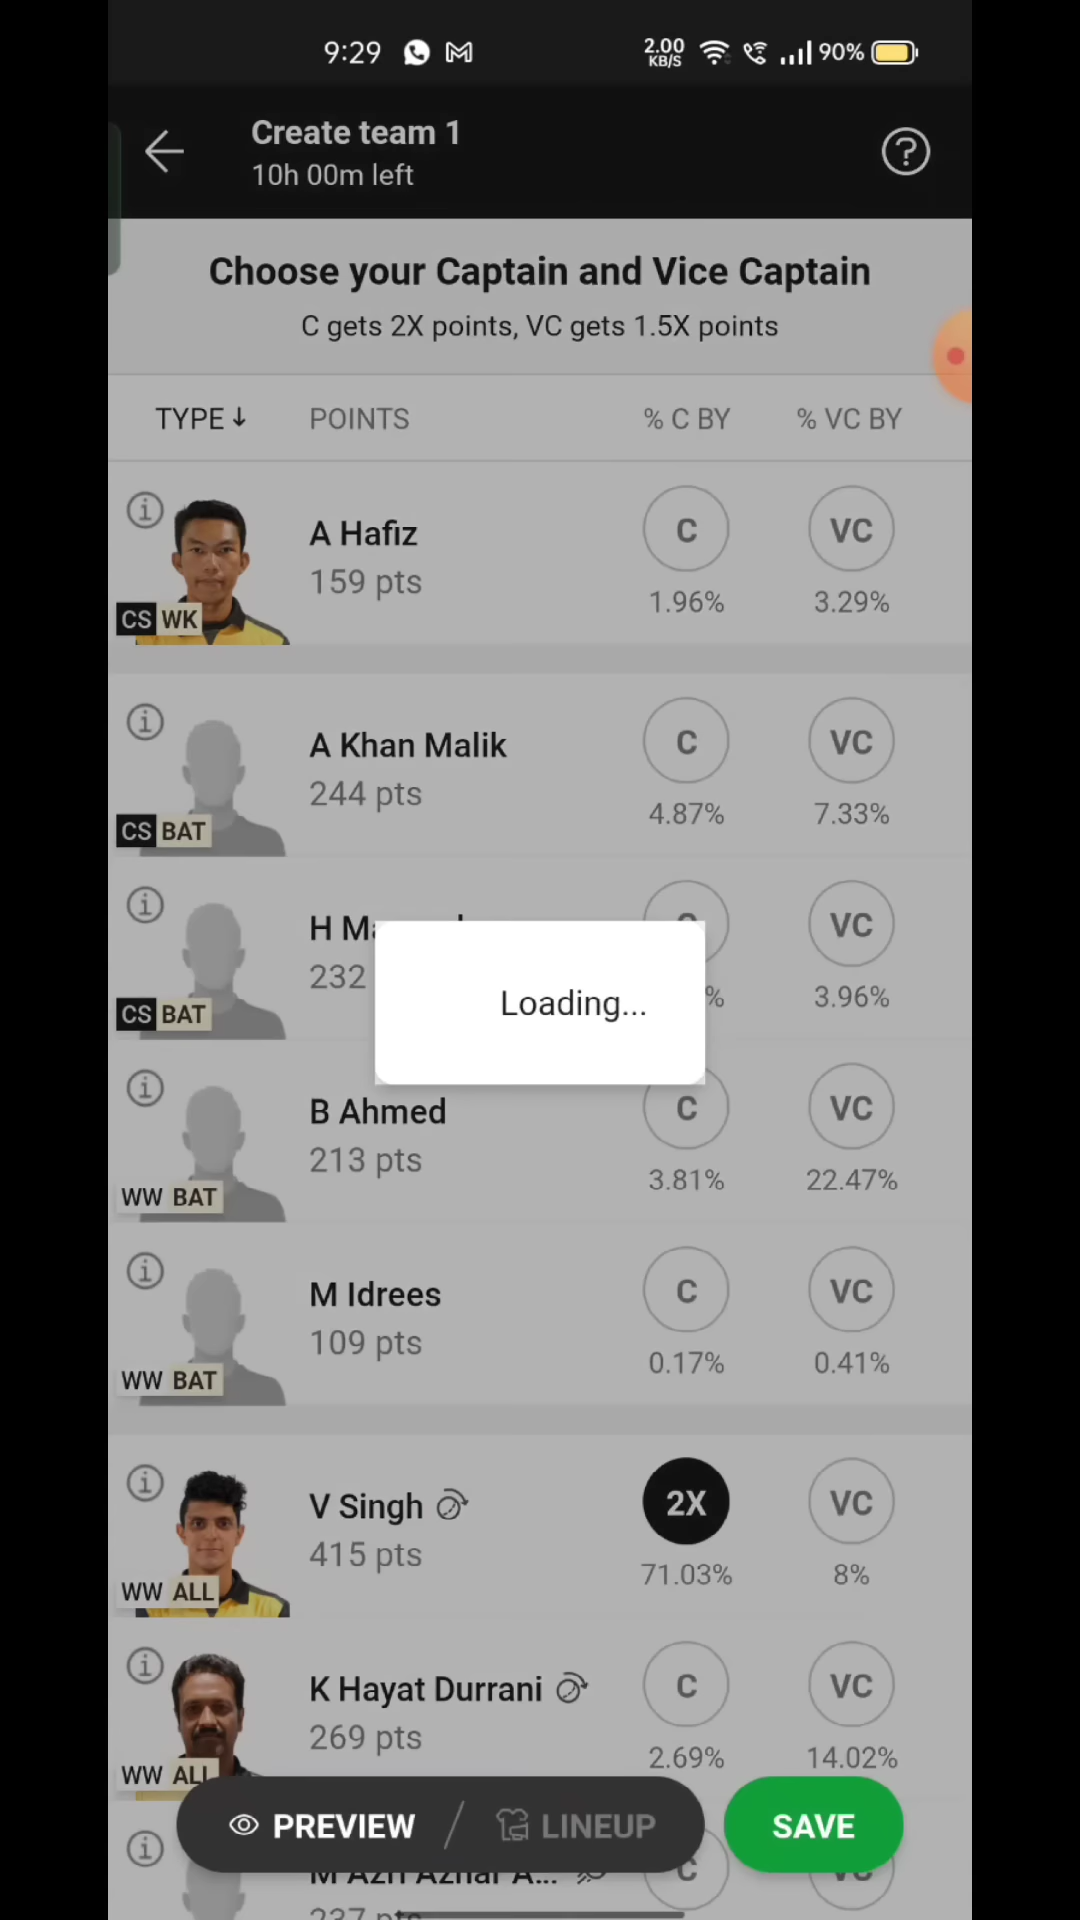 9:29
2.00 KB/S
90%
Create team 1
10h 00m left
Choose your Captain and Vice Captain
C gets 2X points, VC gets 1.5X points
TYPE↓ POINTS % C BY % VC BY
A Hafiz C VC
159 pts
1.96% 3.29%
CS WK
A Khan Malik C VC
244 pts
4.87% 7.33%
CS BAT
VC
232
% 3.96%
CS BAT
Loading...
B Ahmed C VC
213 pts
3.81% 22.47%
WW BAT
M Idrees C VC
109 pts
0.17% 0.41%
WW BAT
V Singh 2X VC
415 pts
71.03% 8%
WW ALL
K Hayat Durrani C VC
269 pts
2.69% 14.02%
WW ALL
PREVIEW / LINEUP SAVE
M Azri Azhar A... C VC
237 pts